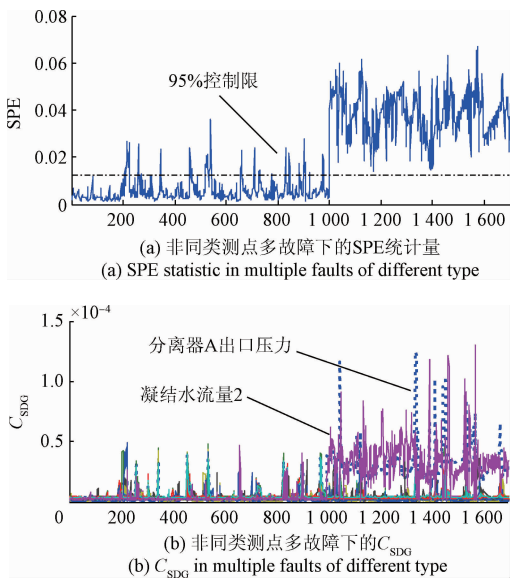 0.08
0.06
0.04
0.02
0
SPE
95%控制限
200 400 600 800 1 000 1 200 1 400 1 600
(a) 非同类测点多故障下的SPE统计量
(a) SPE statistic in multiple faults of different type
×10⁻⁴
1.5
1.0
0.5
C_SDG
分离器A出口压力
凝结水流量2
0 200 400 600 800 1 000 1 200 1 400 1 600
(b) 非同类测点多故障下的C_SDG
(b) C_SDG in multiple faults of different type